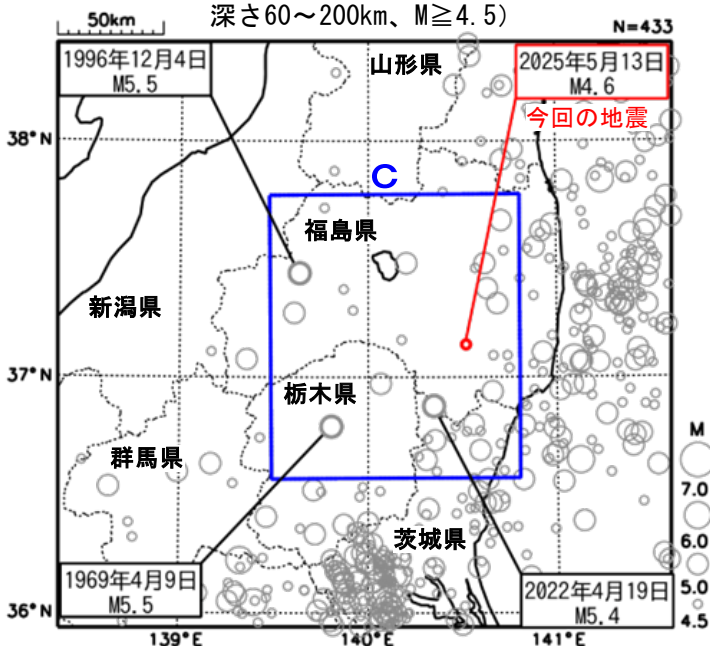 深さ60～200km、M≧4.5)
50km
N=433
1996年12月4日
M5.5
山形県
2025年5月13日
M4.6
今回の地震
38°N
C
福島県
新潟県
37°N
栃木県
群馬県
M
7.0
6.0
5.0
4.5
茨城県
1969年4月9日
M5.5
2022年4月19日
M5.4
36°N
139°E
140°E
141°E